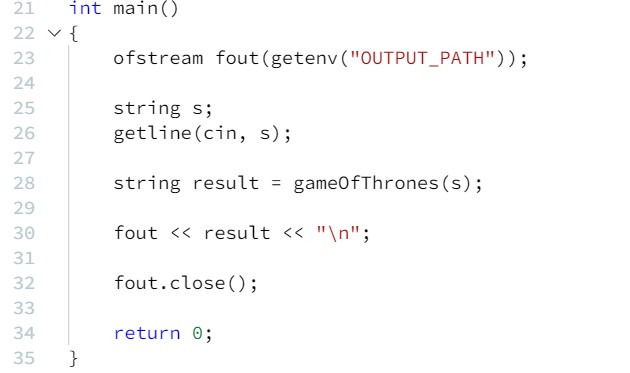 21 int main()
22 {
23 ofstream fout(getenv("OUTPUT_PATH"));
24
25 string s;
26 getline(cin, s);
27
28 string result = gameOfThrones(s);
29
30 fout << result << "\n";
31
32 fout.close();
33
34 return 0;
35 }